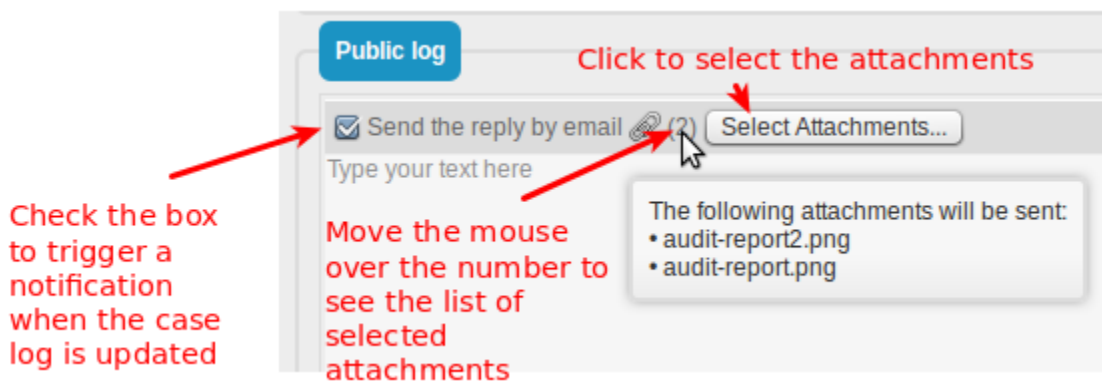 Public log
Click to select the attachments
Send the reply by email (2) Select Attachments...
Type your text here
The following attachments will be sent:
• audit-report2.png
• audit-report.png
Check the box
to trigger a
notification
when the case
log is updated
Move the mouse
over the number to
see the list of
selected
attachments